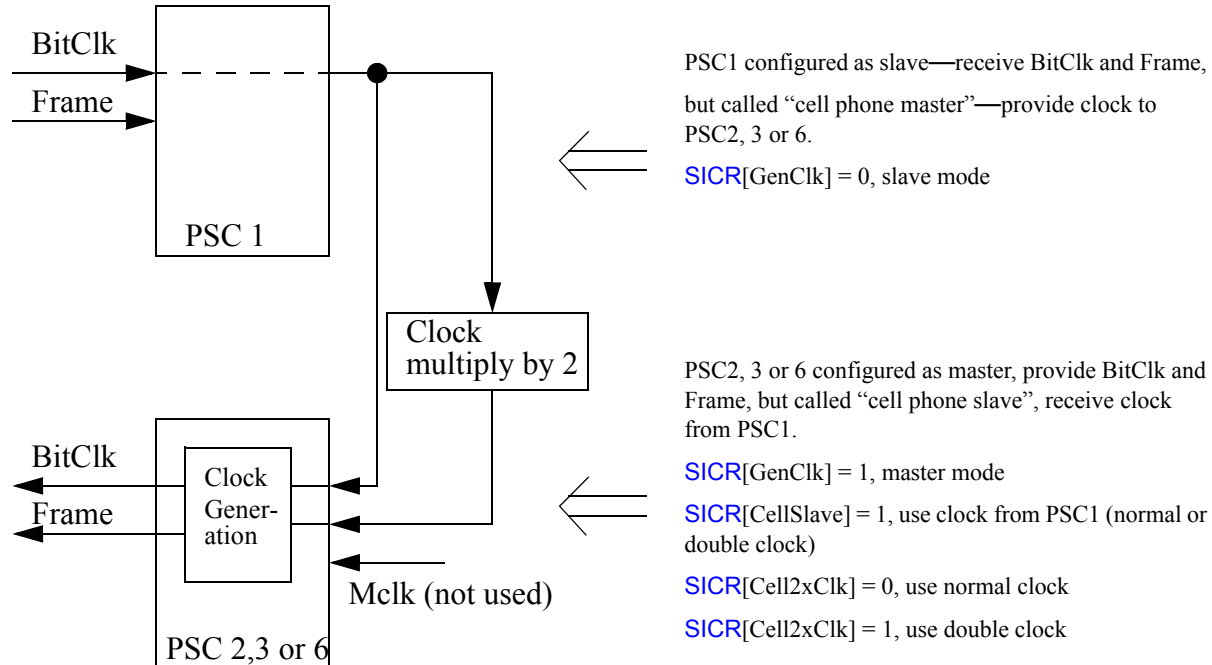 BitClk
Frame
PSC 1
PSC1 configured as slave—receive BitClk and Frame,
but called “cell phone master”—provide clock to
PSC2, 3 or 6.
SICR[GenClk] = 0, slave mode
Clock
multiply by 2
BitClk
Frame
Clock
Gener-
ation
Mclk (not used)
PSC 2,3 or 6
PSC2, 3 or 6 configured as master, provide BitClk and
Frame, but called “cell phone slave”, receive clock
from PSC1.
SICR[GenClk] = 1, master mode
SICR[CellSlave] = 1, use clock from PSC1 (normal or
double clock)
SICR[Cell2xClk] = 0, use normal clock
SICR[Cell2xClk] = 1, use double clock